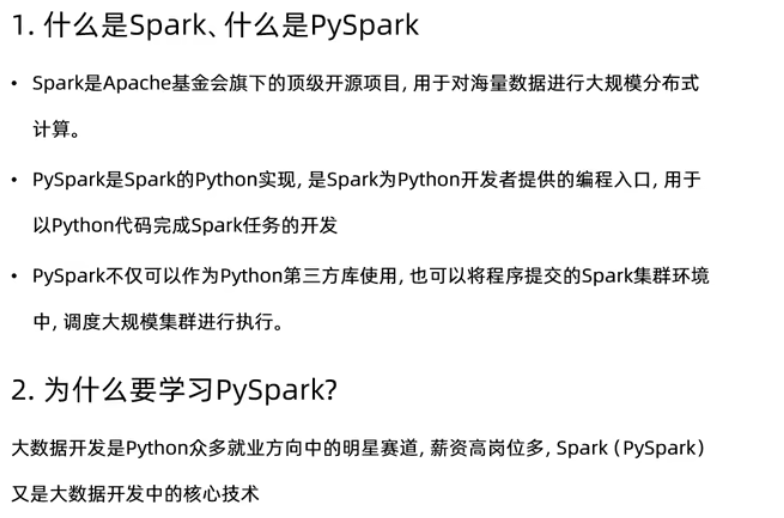 1. 什么是Spark、什么是PySpark
• Spark是Apache基金会旗下的顶级开源项目, 用于对海量数据进行大规模分布式
计算。
• PySpark是Spark的Python实现, 是Spark为Python开发者提供的编程入口, 用于
以Python代码完成Spark任务的开发
• PySpark不仅可以作为Python第三方库使用, 也可以将程序提交的Spark集群环境
中, 调度大规模集群进行执行。
2. 为什么要学习PySpark?
大数据开发是Python众多就业方向中的明星赛道, 薪资高岗位多, Spark（PySpark）
又是大数据开发中的核心技术